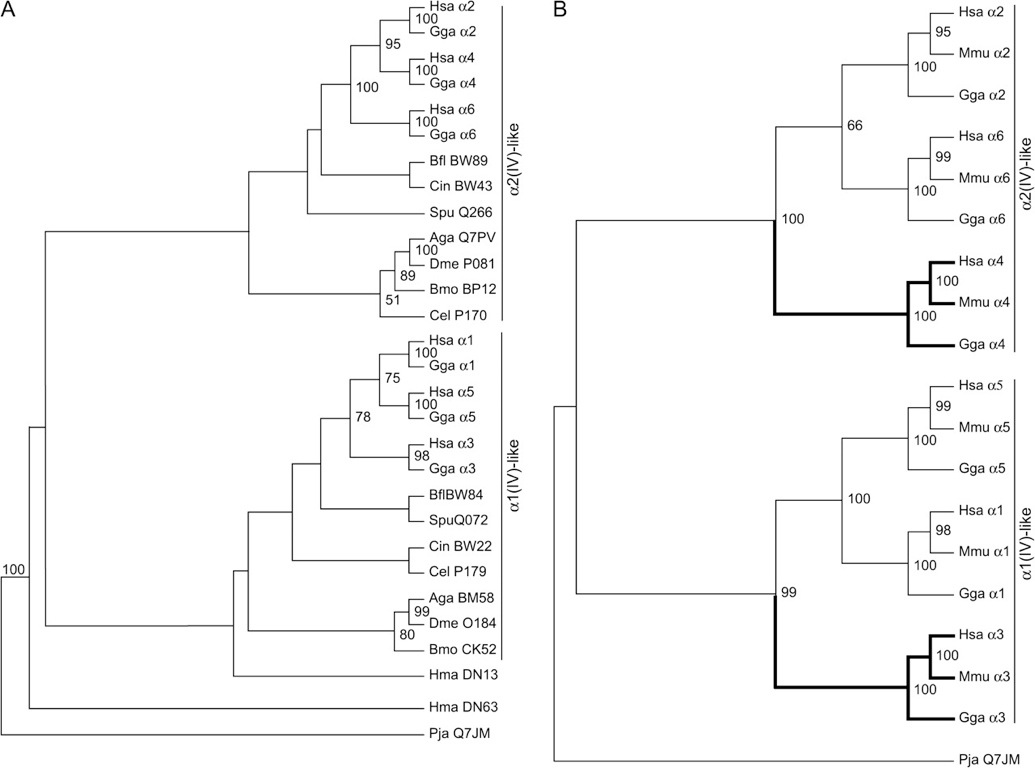 A
Hsa α2
100
Gga α2
95
Hsa α4
100
Gga α4
100
Hsa α6
100
Gga α6
Bfl BW89
Cin BW43
Spu Q266
Aga Q7PV
100
Dme P081
89
Bmo BP12
51
Cel P170
α2(IV)-like
Hsa α1
100
Gga α1
75
Hsa α5
100
Gga α5
78
Hsa α3
98
Gga α3
BflBW84
SpuQ072
Cin BW22
Cel P179
Aga BM58
99
Dme O184
80
Bmo CK52
α1(IV)-like
Hma DN13
100
Hma DN63
Pja Q7JM
B
Hsa α2
95
Mmu α2
100
Gga α2
66
Hsa α6
99
Mmu α6
100
Gga α6
100
Hsa α4
100
Mmu α4
100
Gga α4
α2(IV)-like
Hsa α5
99
Mmu α5
100
Gga α5
100
Hsa α1
98
Mmu α1
100
Gga α1
99
Hsa α3
100
Mmu α3
100
Gga α3
α1(IV)-like
Pja Q7JM